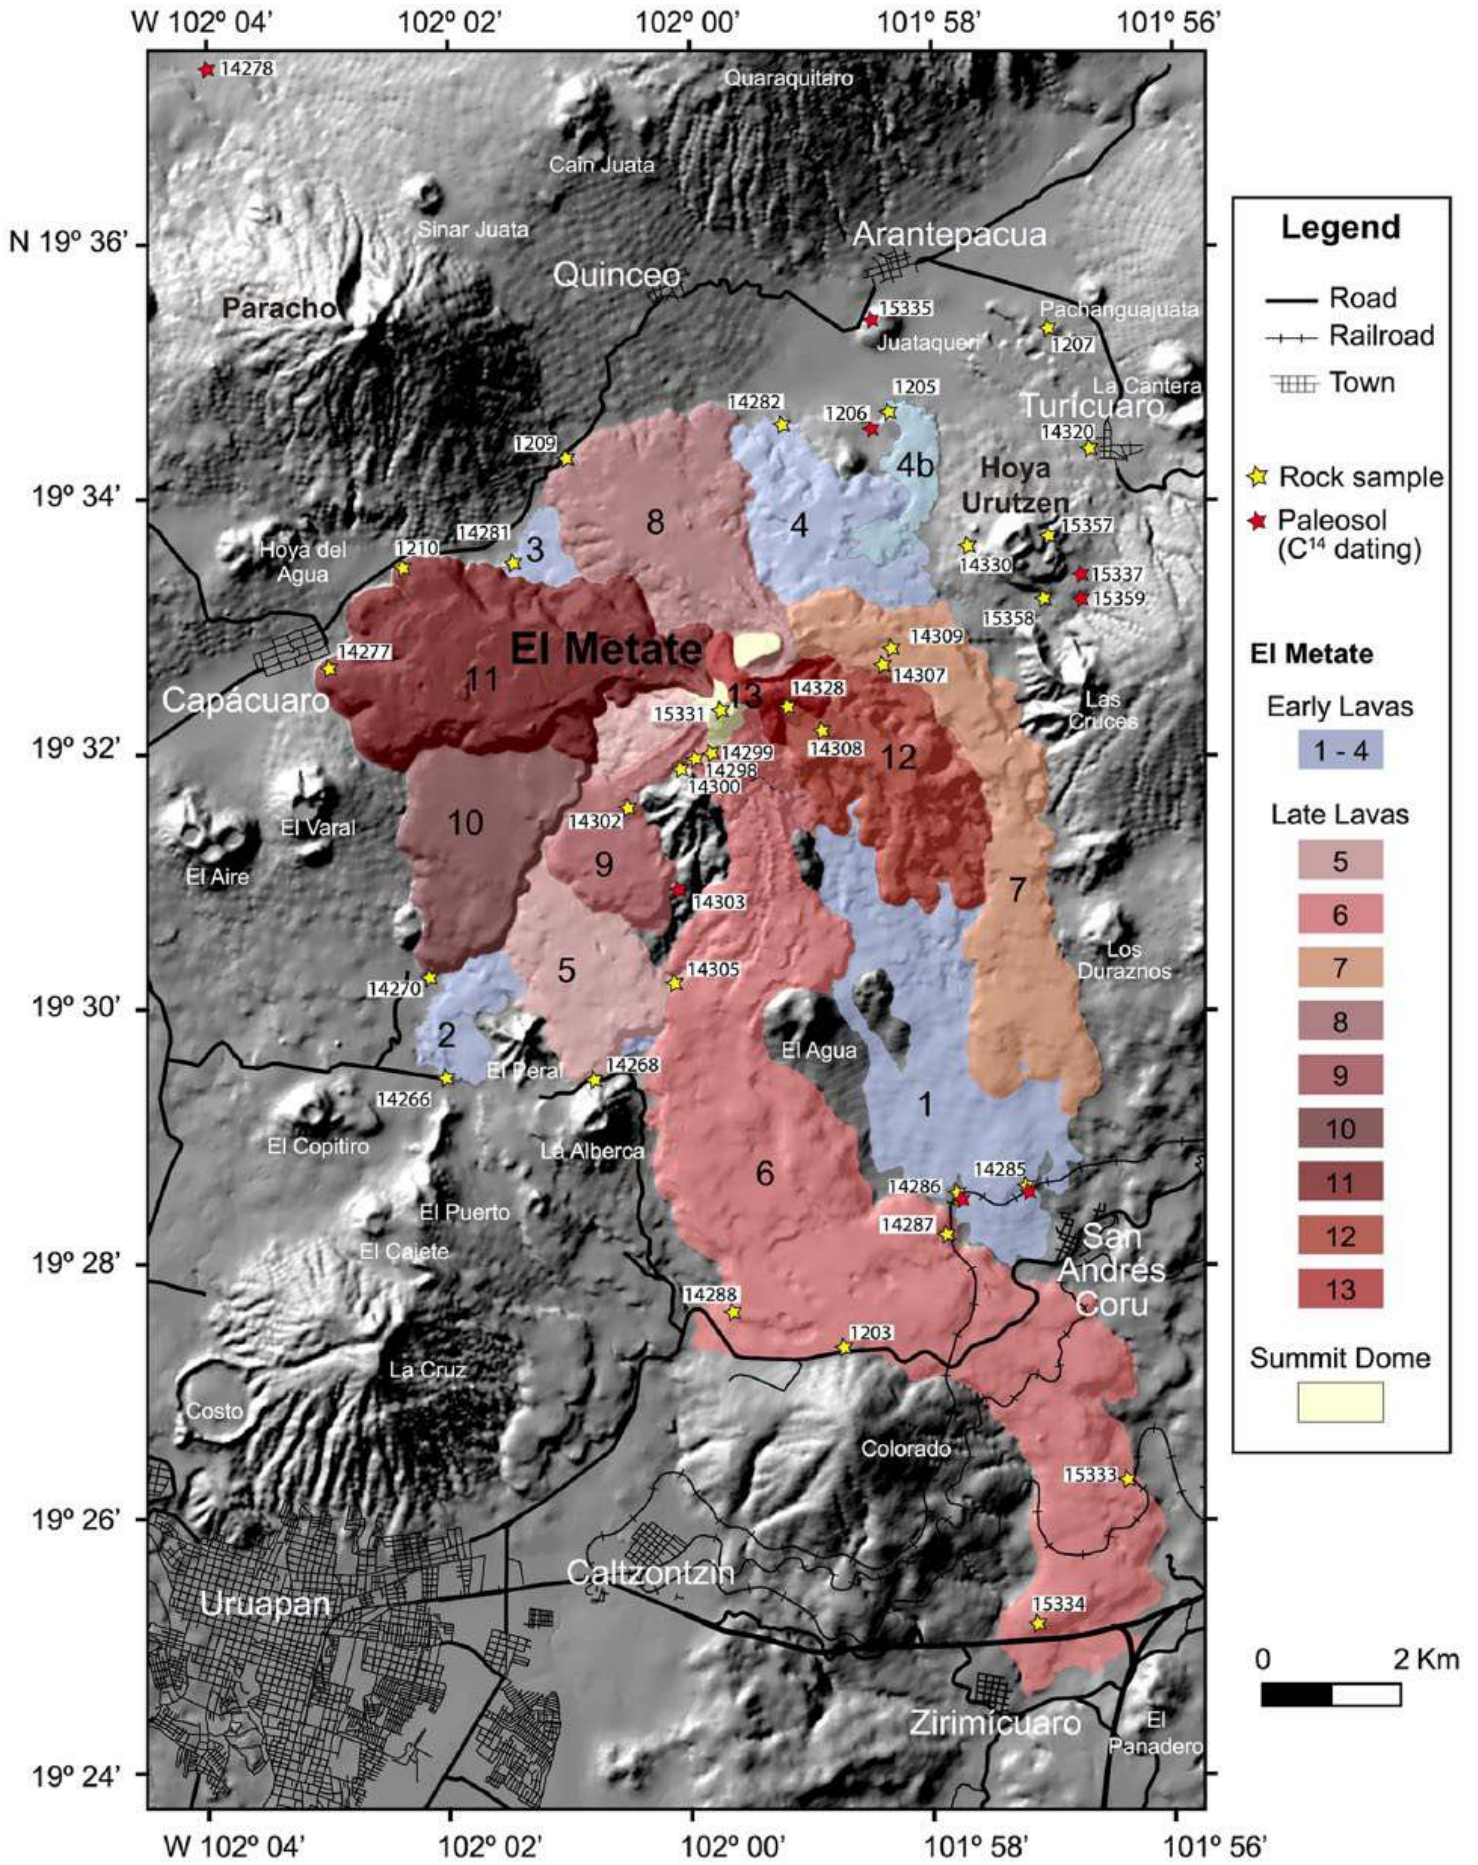 W 102º 04’
102º 02’
102º 00’
101º 58’
101º 56’
14278
Quaraquitaro
Cain Juata
Sinar Juata
N 19º 36’
Arantepacua
Quinceo
Paracho
15335
Juataqueri
Pachanguajuata
1207
La Cantera
Turícuaro
14320
14282
1206
1205
4b
1209
Hoya
Urutzen
19º 34’
8
4
15357
14281
3
14330
Hoya del
Agua
1210
15337
15359
15358
El Metate
14309
14307
14277
11
13
14328
Capácuaro
15331
Las
Cruces
14308
12
19º 32’
14299
14298
14300
10
14302
El Varal
El Aire
9
7
14303
5
14305
Los
Duraznos
14270
19º 30’
2
El Agua
14268
El Peral
14266
1
El Copitiro
La Alberca
6
14285
14286
14287
El Puerto
El Cajete
San
Andrés
Coru
19º 28’
14288
1203
La Cruz
Costo
Colorado
15333
19º 26’
Caltzontzin
Uruapan
15334
Zirimícuaro
El
Panadero
19º 24’
W 102º 04’
102º 02’
102º 00’
101º 58’
101º 56’
Legend
Road
Railroad
Town
Rock sample
Paleosol
(C¹⁴ dating)
El Metate
Early Lavas
1 - 4
Late Lavas
5
6
7
8
9
10
11
12
13
Summit Dome
0 2 Km